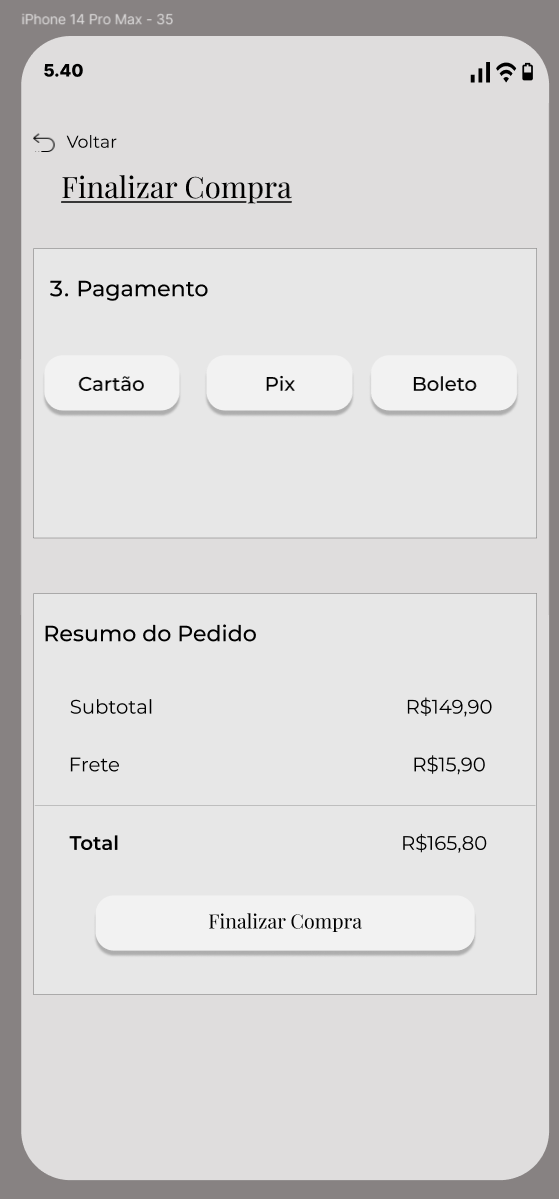 iPhone 14 Pro Max - 35
5.40
Voltar
Finalizar Compra
3. Pagamento
Cartão Pix Boleto
Resumo do Pedido
Subtotal R$149,90
Frete R$15,90
Total R$165,80
Finalizar Compra